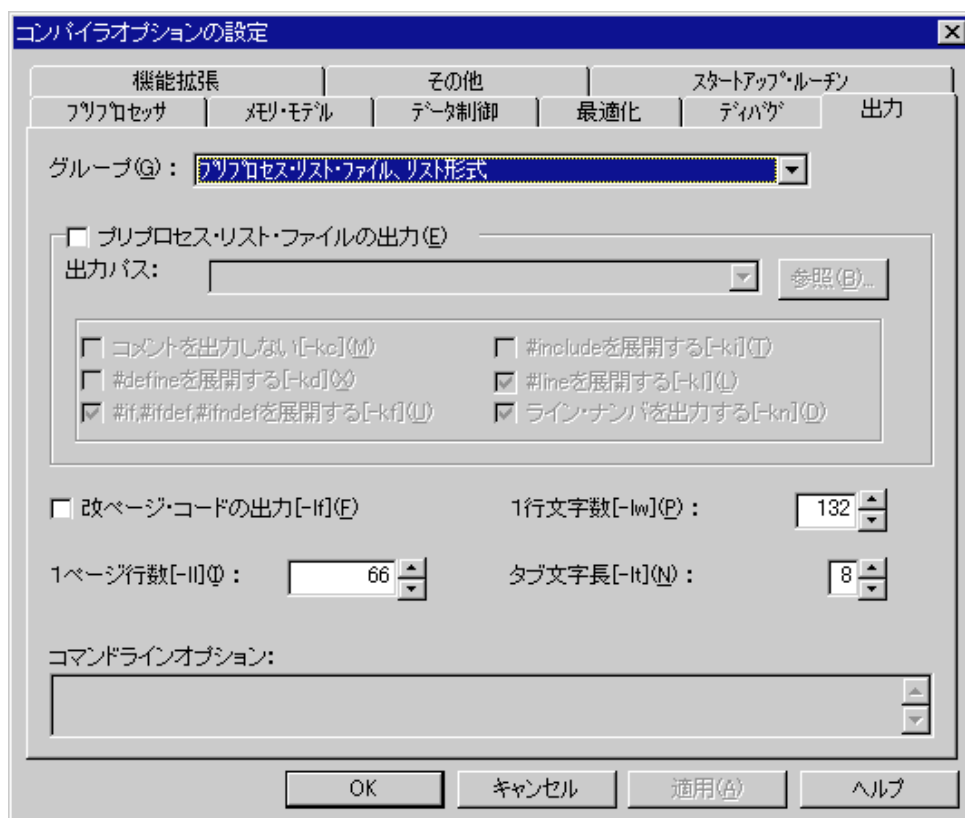 コンパイラオプションの設定
機能拡張 その他 スタートアップ・ルーチン
プリプロセッサ メモリ・モデル データ制御 最適化 ディバグ 出力
グループ(G)： プリプロセス・リスト・ファイル、リスト形式
プリプロセス・リスト・ファイルの出力(E)
出力パス: 参照(B)...
コメントを出力しない[-kc](M) #includeを展開する[-ki](T)
#defineを展開する[-kd](X) #lineを展開する[-kl](L)
#if,#ifdef,#ifndefを展開する[-kf](U) ライン・ナンバを出力する[-kn](D)
改ページ・コードの出力[-lf](F) 1行文字数[-lw](P)： 132
1ページ行数[-ll](I)： 66 タブ文字長[-lt](N)： 8
コマンドラインオプション:
OK キャンセル 適用(A) ヘルプ